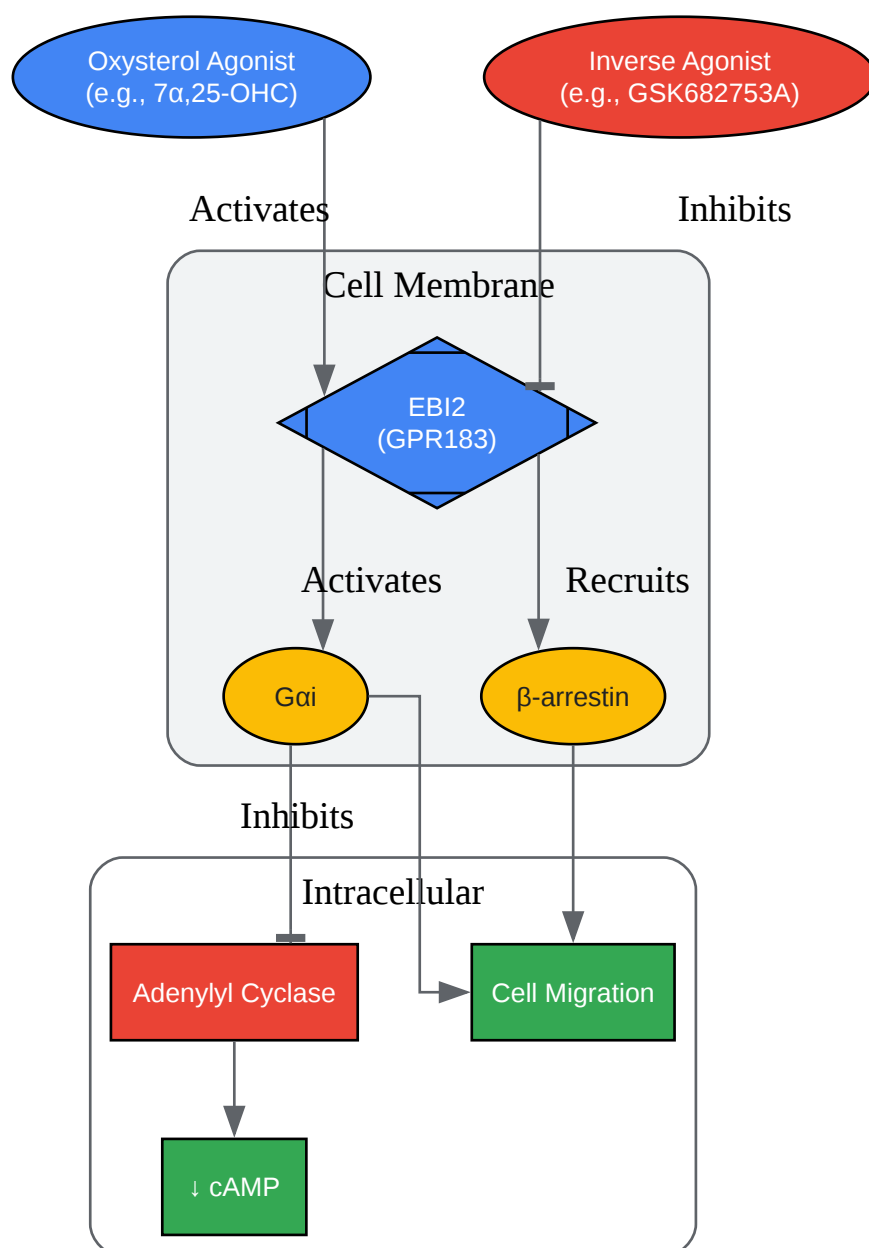 Oxysterol Agonist
(e.g., 7α,25-OHC)
Inverse Agonist
(e.g., GSK682753A)
Activates
Inhibits
Cell Membrane
EBI2
(GPR183)
Activates
Recruits
Gαi
β-arrestin
Inhibits
Intracellular
Adenylyl Cyclase
Cell Migration
↓ cAMP